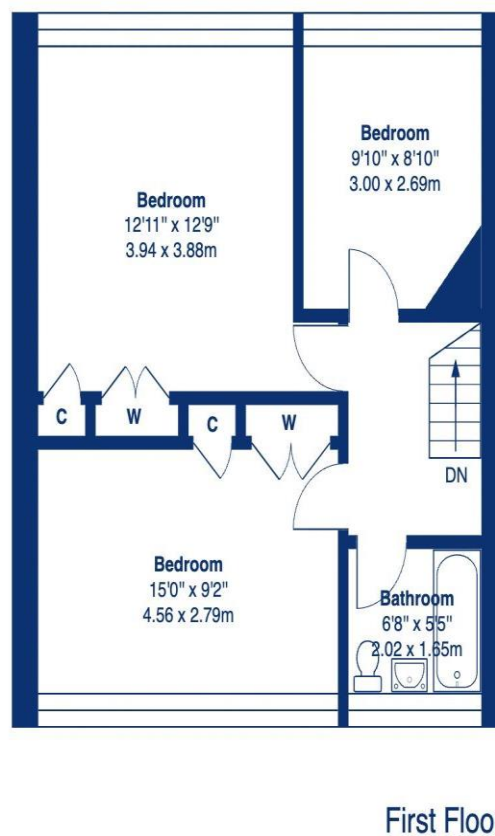 Bedroom
12'11" x 12'9"
3.94 x 3.88m
Bedroom
9'10" x 8'10"
3.00 x 2.69m
C
W
C
W
DN
Bedroom
15'0" x 9'2"
4.56 x 2.79m
Bathroom
6'8" x 5'5"
2.02 x 1.65m
First Floo